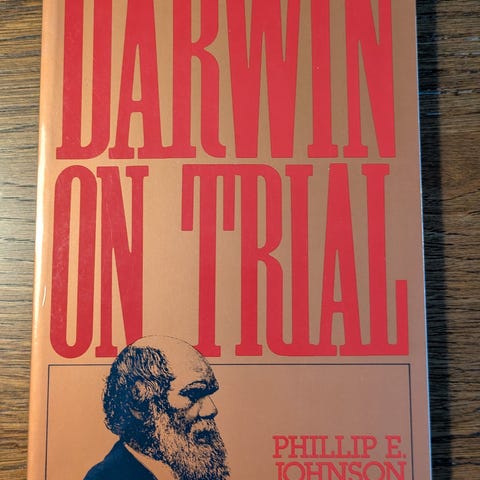 DARWIN
ON TRIAL
PHILLIP E.
JOHNSON